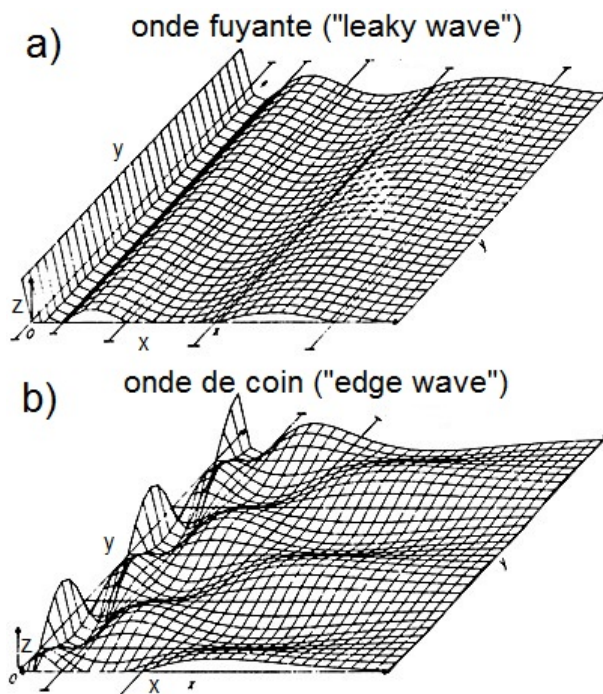 onde fuyante ("leaky wave")
a)
y
z
o
x
x
y
onde de coin ("edge wave")
b)
y
y
z
o
x
x